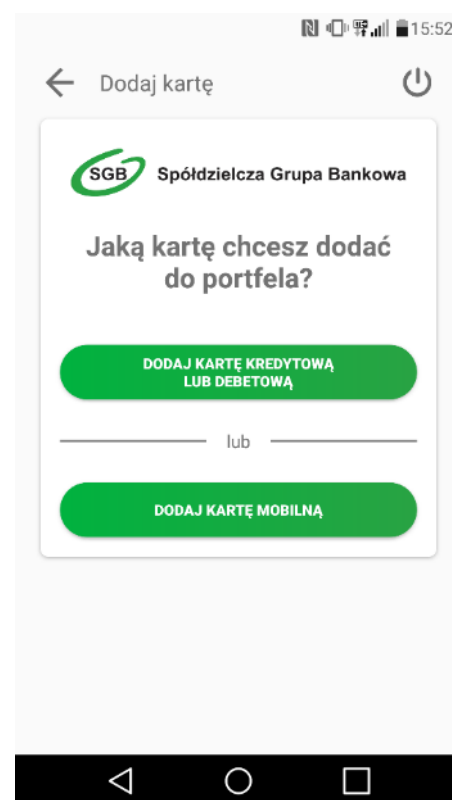 15:52
Dodaj kartę
SGB Spółdzielcza Grupa Bankowa
Jaką kartę chcesz dodać
do portfela?
DODAJ KARTĘ KREDYTOWĄ
LUB DEBETOWĄ
lub
DODAJ KARTĘ MOBILNĄ